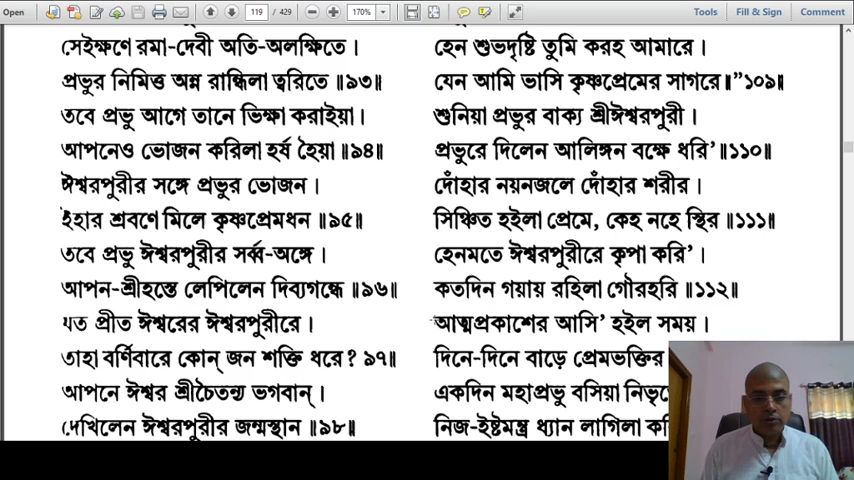 Open
119
/ 429
170%
Tools
Fill & Sign
Comment
সেইক্ষণে রমা-দেবী অতি-অলক্ষিতে।
প্রভুর নিমিত্ত অন্ন রান্ধিলা ত্বরিতে॥৯৩॥
তবে প্রভু আগে তানে ভিক্ষা করাইয়া।
আপনেও ভোজন করিলা হর্ষ হৈয়া॥৯৪॥
ঈশ্বরপুরীর সঙ্গে প্রভুর ভোজন।
ইহার শ্রবণে মিলে কৃষ্ণপ্রেমধন॥৯৫॥
তবে প্রভু ঈশ্বরপুরীর সর্ব্ব-অঙ্গে।
আপন-শ্রীহস্তে লেপিলেন দিব্যগন্ধে॥৯৬॥
যত প্রীত ঈশ্বরের ঈশ্বরপুরীরে।
তাহা বর্ণিবারে কোন্ জন শক্তি ধরে? ৯৭॥
আপনে ঈশ্বর শ্রীচৈতন্য ভগবান্।
দেখিলেন ঈশ্বরপুরীর জন্মস্থান॥৯৮॥
হেন শুভদৃষ্টি তুমি করহ আমারে।
যেন আমি ভাসি কৃষ্ণপ্রেমের সাগরে॥”১০৯॥
শুনিয়া প্রভুর বাক্য শ্রীঈশ্বরপুরী।
প্রভুরে দিলেন আলিঙ্গন বক্ষে ধরি’॥১১০॥
দোঁহার নয়নজলে দোঁহার শরীর।
সিঞ্চিত হইলা প্রেমে, কেহ নহে স্থির॥১১১॥
হেনমতে ঈশ্বরপুরীরে কৃপা করি’।
কতদিন গয়ায় রহিলা গৌরহরি॥১১২॥
আত্মপ্রকাশের আসি’ হইল সময়।
দিনে-দিনে বাড়ে প্রেমভক্তির
একদিন মহাপ্রভু বসিয়া
নিজ-ইষ্টমন্ত্র ধ্যান লাগিলা